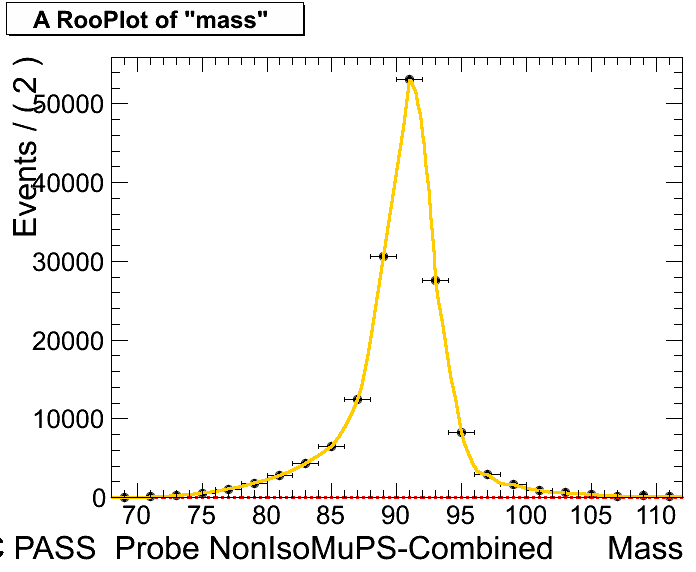 A RooPlot of "mass"
Events / ( 2 )
50000
40000
30000
20000
10000
0
70 75 80 85 90 95 100 105 110
C PASS Probe NonIsoMuPS-Combined Mass